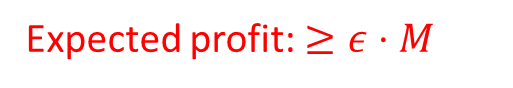 Expected profit: ≥ ϵ · M